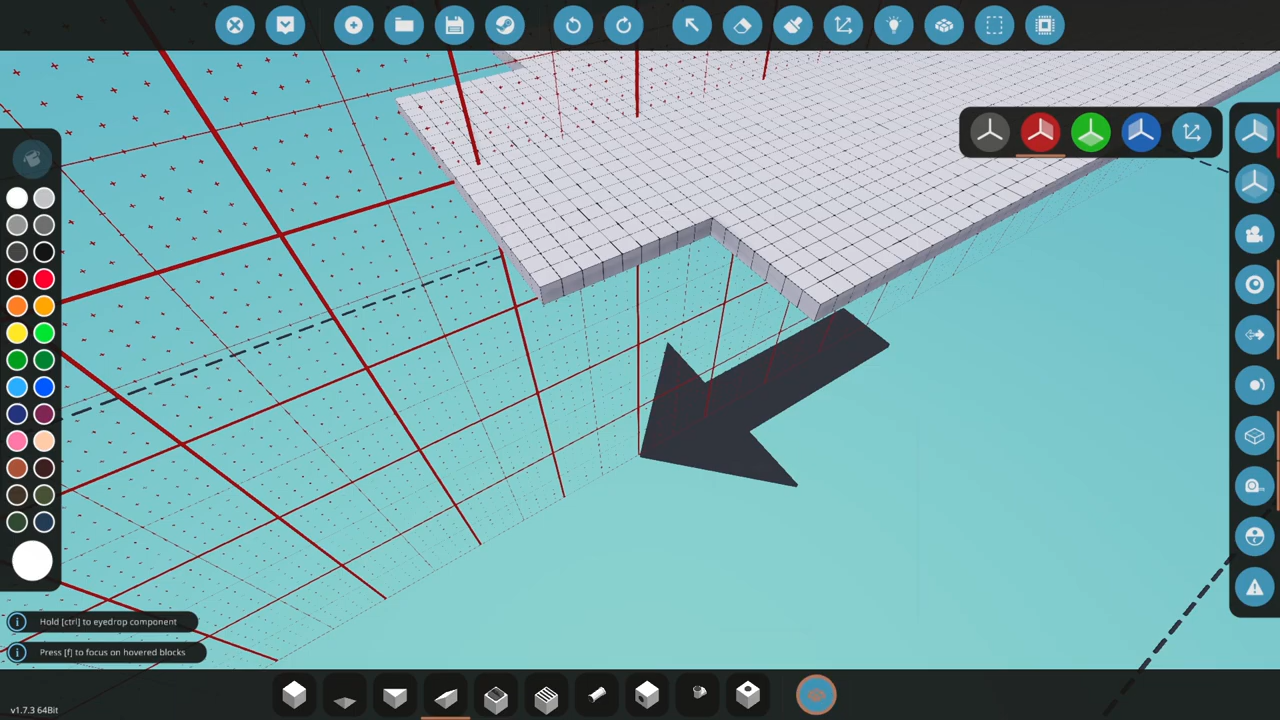 Hold [ctrl] to eyedrop component
Press [f] to focus on hovered blocks
v1.7.3 64Bit